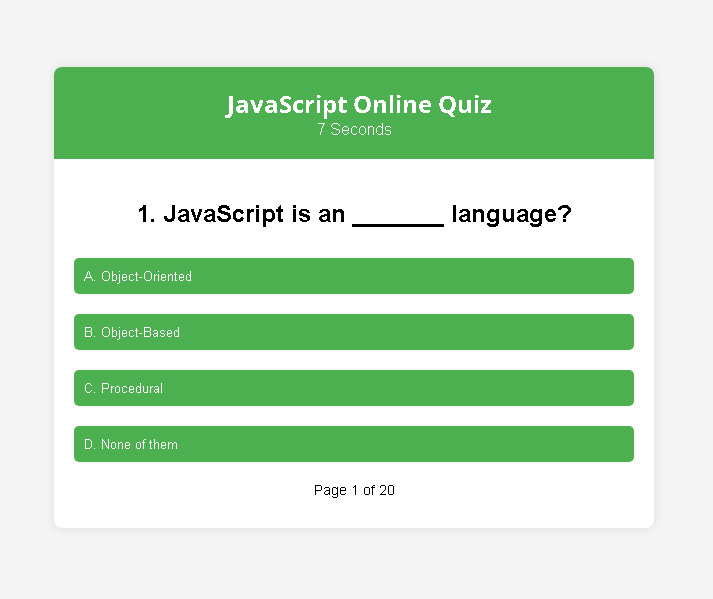 JavaScript Online Quiz
7 Seconds
1. JavaScript is an _______ language?
A. Object-Oriented
B. Object-Based
C. Procedural
D. None of them
Page 1 of 20